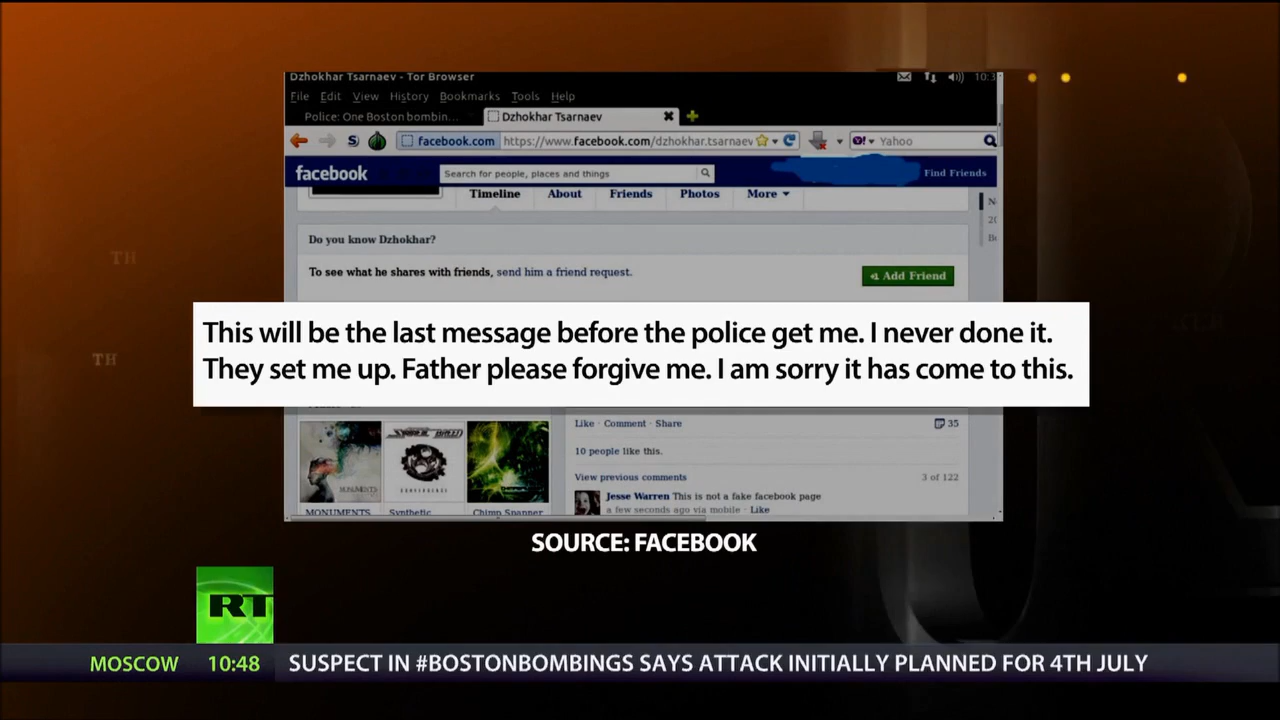 Dzhokhar Tsarnaev - Tor Browser
10:3
File Edit View History Bookmarks Tools Help
Police: One Boston bombin... Dzhokhar Tsarnaev
facebook.com https://www.facebook.com/dzhokhar.tsarnaev Yahoo
facebook Search for people, places and things Find Friends
Timeline About Friends Photos More
Do you know Dzhokhar?
To see what he shares with friends, send him a friend request.
+1 Add Friend
TH
TH
This will be the last message before the police get me. I never done it.
They set me up. Father please forgive me. I am sorry it has come to this.
Like · Comment · Share 35
10 people like this.
View previous comments 3 of 122
Jesse Warren This is not a fake facebook page
a few seconds ago via mobile · Like
MONUMENTS
CONVERGENCE
MONUMENTS Synthetic Chimp Spanner
SOURCE: FACEBOOK
RT
MOSCOW 10:48 SUSPECT IN #BOSTONBOMBINGS SAYS ATTACK INITIALLY PLANNED FOR 4TH JULY